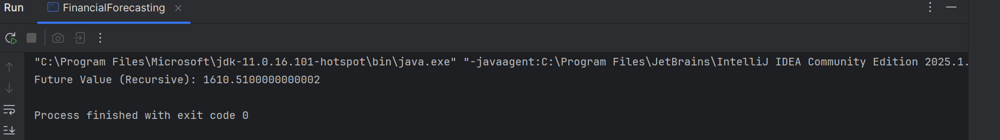 Run FinancialForecasting
"C:\Program Files\Microsoft\jdk-11.0.16.101-hotspot\bin\java.exe" "-javaagent:C:\Program Files\JetBrains\IntelliJ IDEA Community Edition 2025.1.
Future Value (Recursive): 1610.5100000000002
Process finished with exit code 0